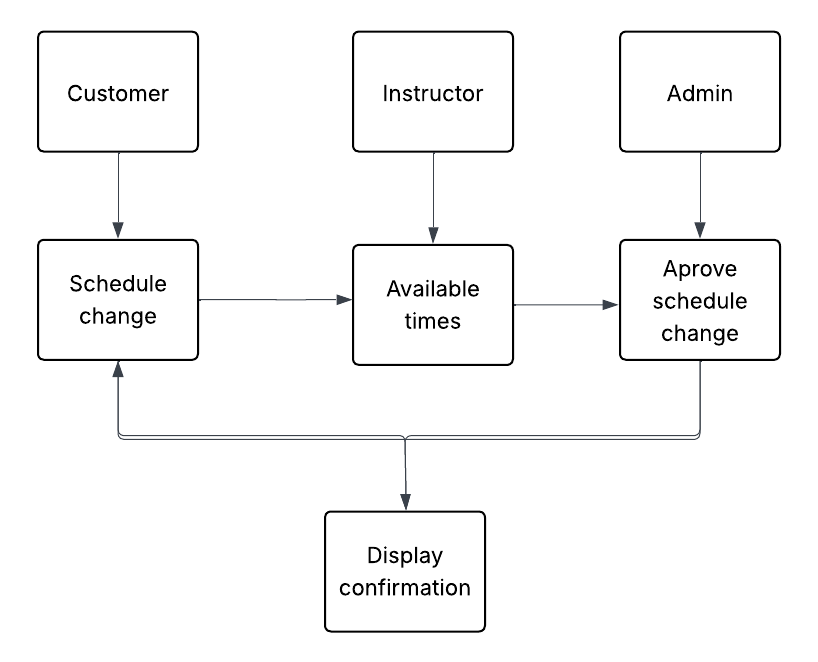 Customer
Instructor
Admin
Schedule
change
Available
times
Aprove
schedule
change
Display
confirmation